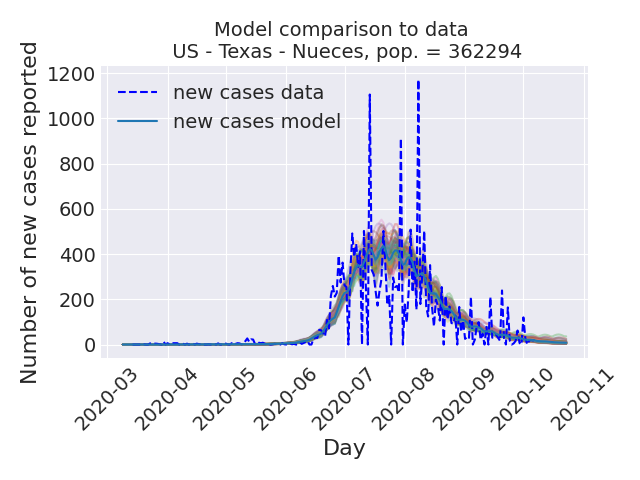 Model comparison to data
US - Texas - Nueces, pop. = 362294
Number of new cases reported
1200
1000
800
600
400
200
0
new cases data
new cases model
2020-03
2020-04
2020-05
2020-06
2020-07
2020-08
2020-09
2020-10
2020-11
Day